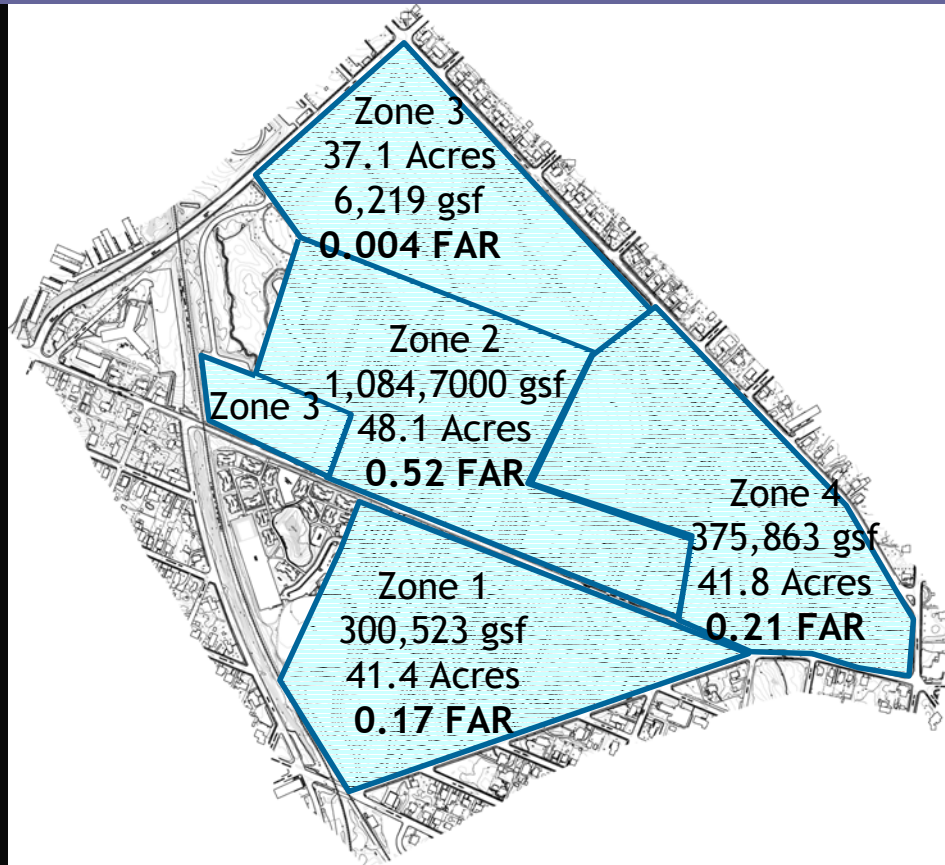 Zone 3
37.1 Acres
6,219 gsf
0.004 FAR
Zone 2
1,084,7000 gsf
48.1 Acres
0.52 FAR
Zone 3
Zone 4
375,863 gsf
41.8 Acres
0.21 FAR
Zone 1
300,523 gsf
41.4 Acres
0.17 FAR